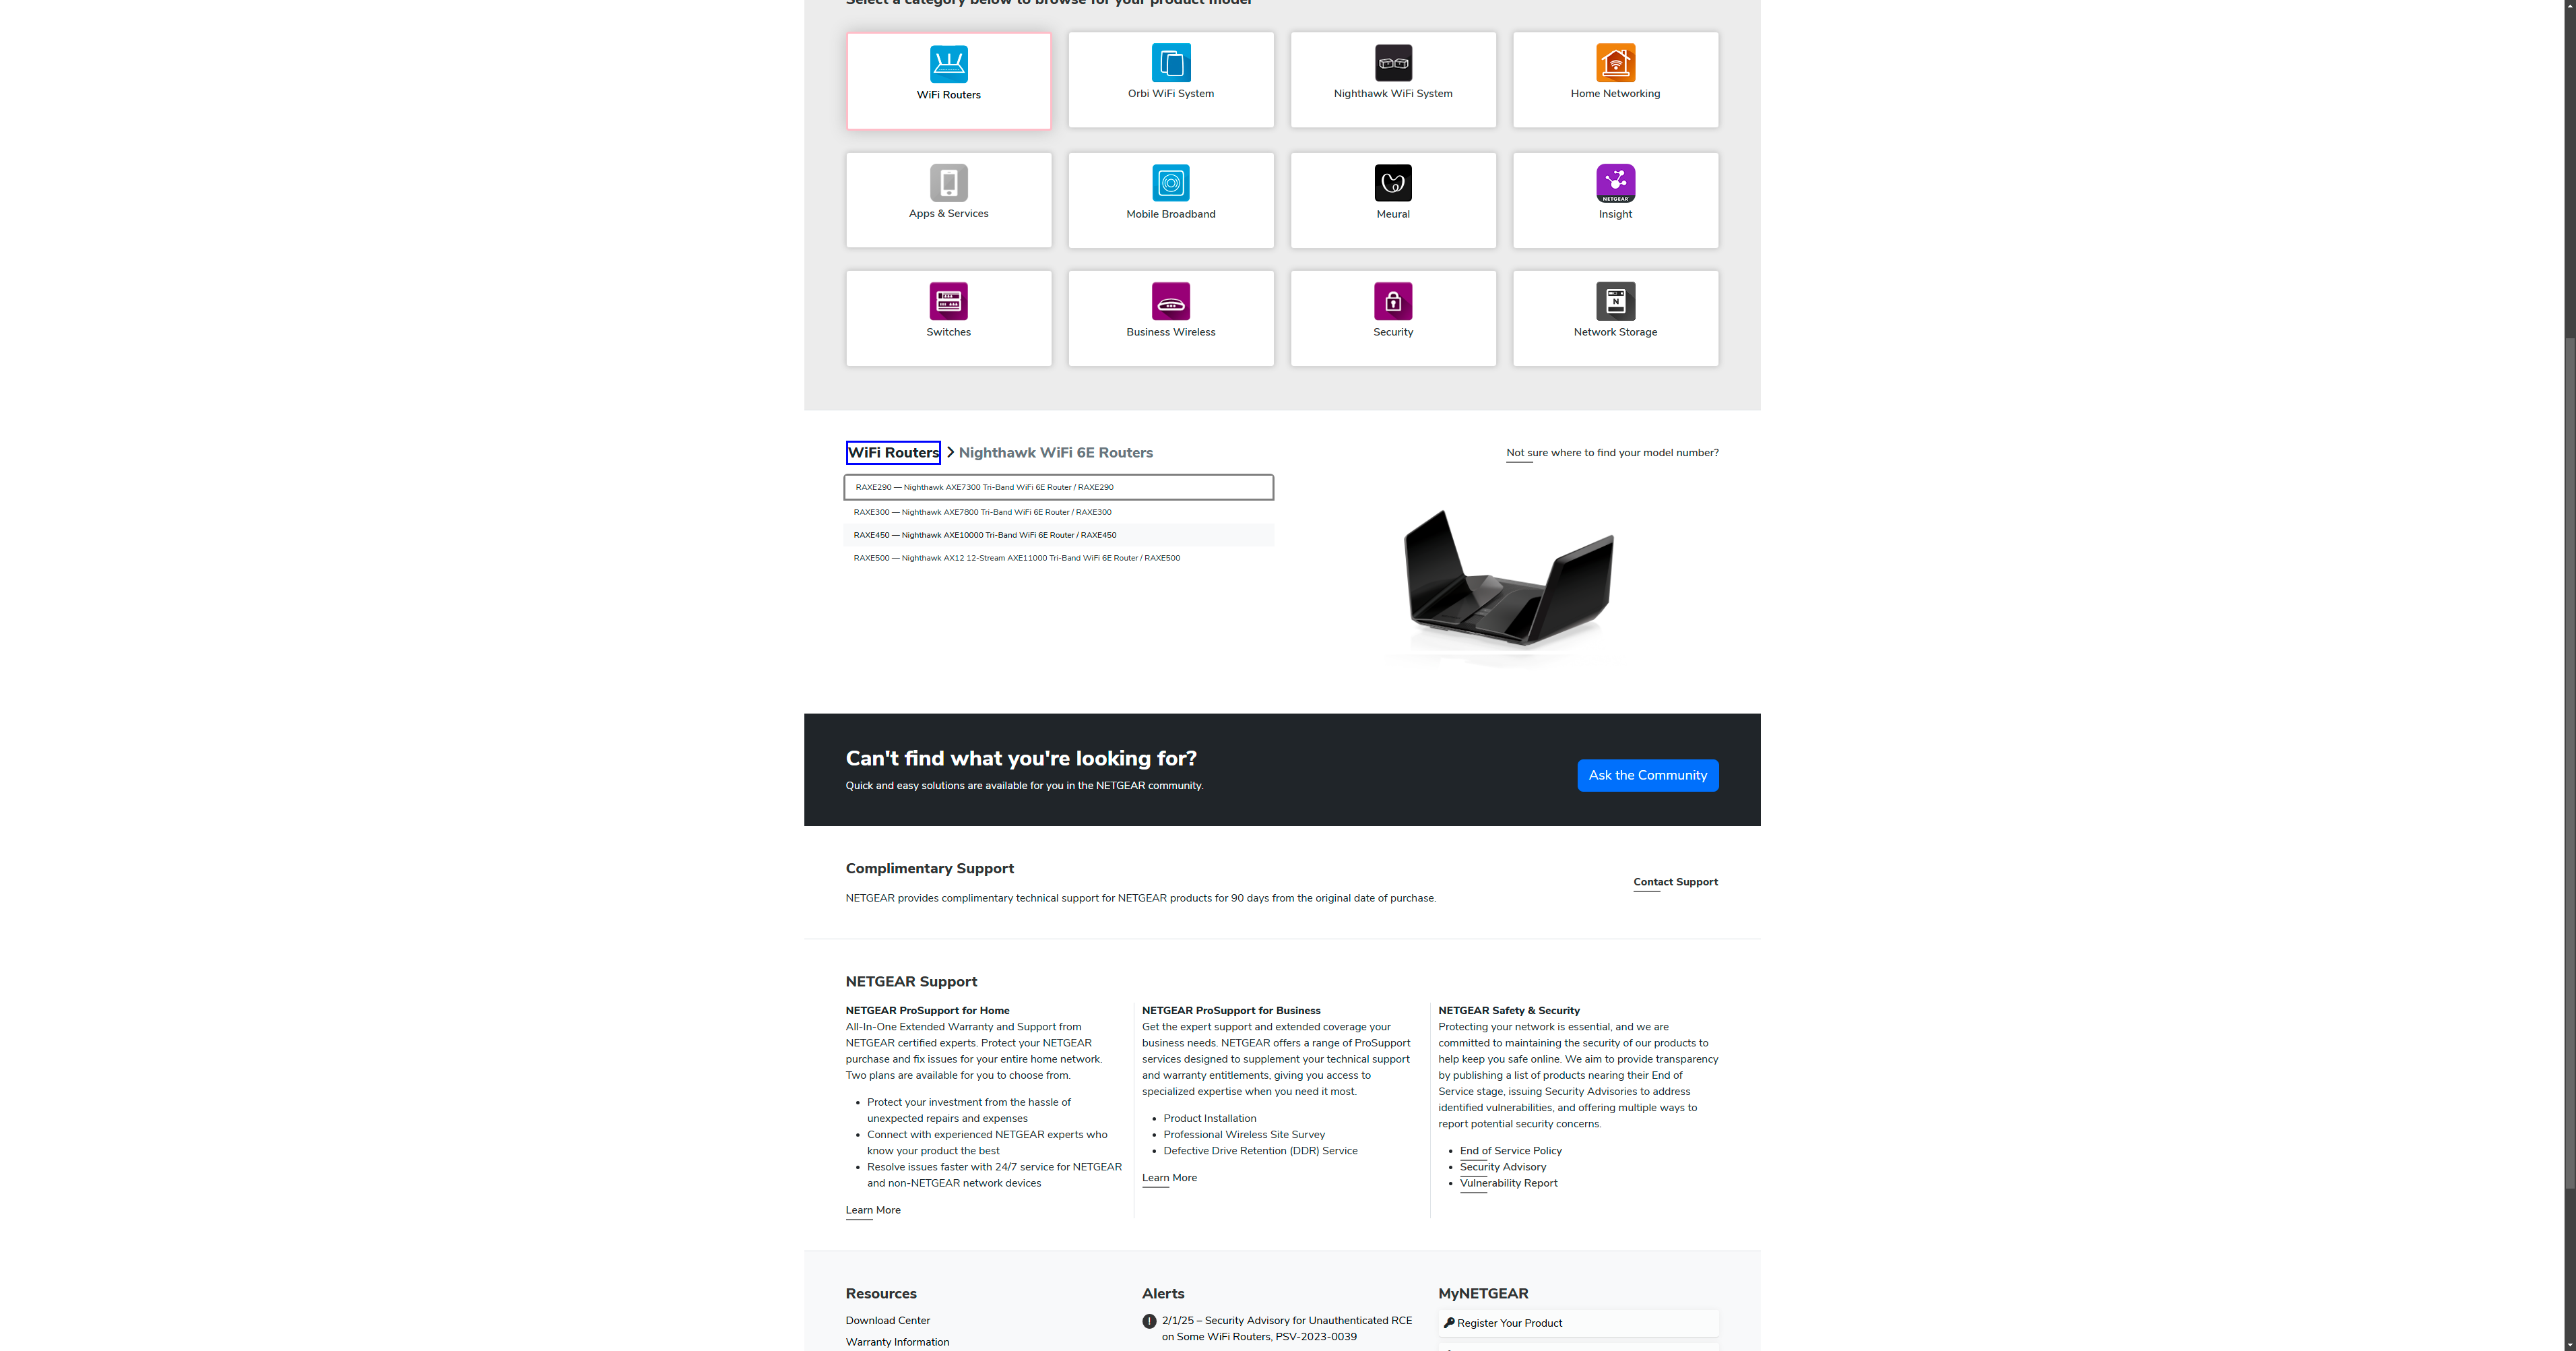 Select a category below to browse for your product model
WiFi Routers
Orbi WiFi System
Nighthawk WiFi System
Home Networking
Apps & Services
Mobile Broadband
Meural
NETGEAR
Insight
Switches
Business Wireless
Security
N
Network Storage
WiFi Routers > Nighthawk WiFi 6E Routers
Not sure where to find your model number?
RAXE290 — Nighthawk AXE7300 Tri-Band WiFi 6E Router / RAXE290
RAXE300 — Nighthawk AXE7800 Tri-Band WiFi 6E Router / RAXE300
RAXE450 — Nighthawk AXE10000 Tri-Band WiFi 6E Router / RAXE450
RAXE500 — Nighthawk AX12 12-Stream AXE11000 Tri-Band WiFi 6E Router / RAXE500
Can't find what you're looking for?
Quick and easy solutions are available for you in the NETGEAR community.
Ask the Community
Complimentary Support
NETGEAR provides complimentary technical support for NETGEAR products for 90 days from the original date of purchase.
Contact Support
NETGEAR Support
NETGEAR ProSupport for Home
All-In-One Extended Warranty and Support from
NETGEAR certified experts. Protect your NETGEAR
purchase and fix issues for your entire home network.
Two plans are available for you to choose from.
• Protect your investment from the hassle of
unexpected repairs and expenses
• Connect with experienced NETGEAR experts who
know your product the best
• Resolve issues faster with 24/7 service for NETGEAR
and non-NETGEAR network devices
Learn More
NETGEAR ProSupport for Business
Get the expert support and extended coverage your
business needs. NETGEAR offers a range of ProSupport
services designed to supplement your technical support
and warranty entitlements, giving you access to
specialized expertise when you need it most.
• Product Installation
• Professional Wireless Site Survey
• Defective Drive Retention (DDR) Service
Learn More
NETGEAR Safety & Security
Protecting your network is essential, and we are
committed to maintaining the security of our products to
help keep you safe online. We aim to provide transparency
by publishing a list of products nearing their End of
Service stage, issuing Security Advisories to address
identified vulnerabilities, and offering multiple ways to
report potential security concerns.
• End of Service Policy
• Security Advisory
• Vulnerability Report
Resources
Download Center
Warranty Information
Alerts
2/1/25 – Security Advisory for Unauthenticated RCE
on Some WiFi Routers, PSV-2023-0039
MyNETGEAR
Register Your Product